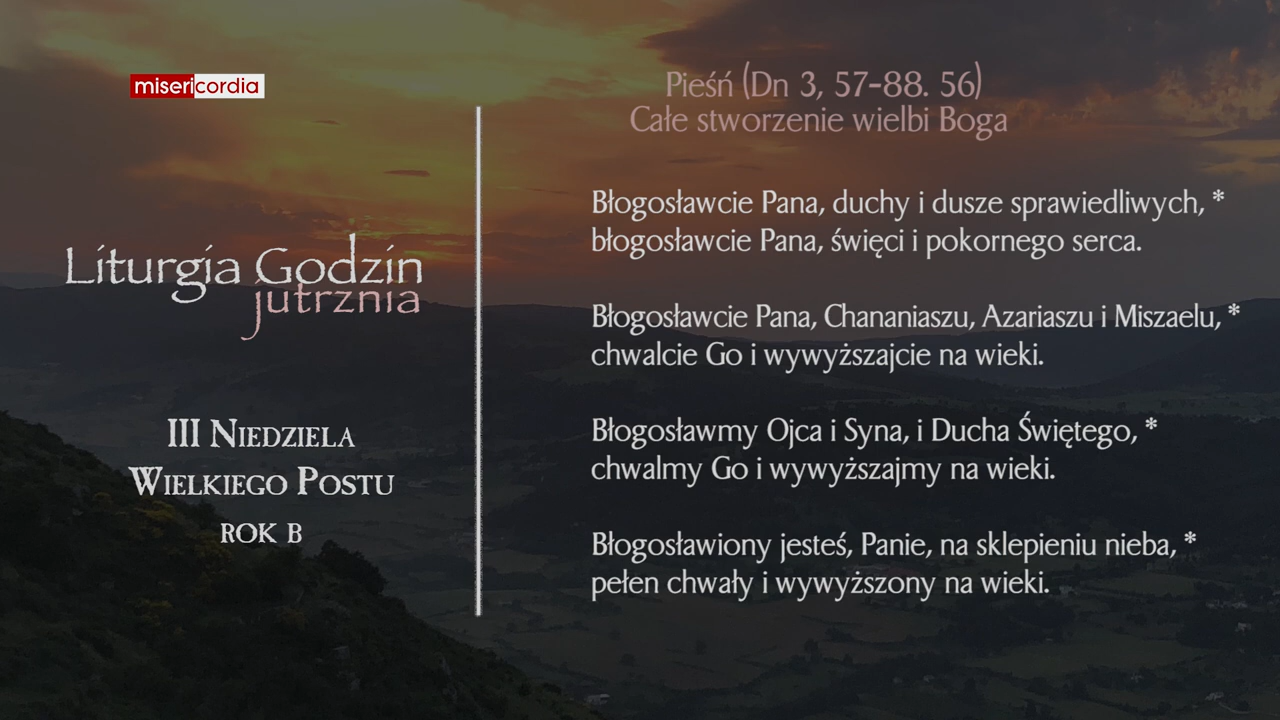 misericordia
Liturgia Godzin
jutrznia
III Niedziela
Wielkiego Postu
rok B
Pieśń (Dn 3, 57-88. 56)
Całe stworzenie wielbi Boga
Błogosławcie Pana, duchy i dusze sprawiedliwych, *
błogosławcie Pana, święci i pokornego serca.
Błogosławcie Pana, Chananiaszu, Azariaszu i Miszaelu, *
chwalcie Go i wywyższajcie na wieki.
Błogosławmy Ojca i Syna, i Ducha Świętego, *
chwalmy Go i wywyższajmy na wieki.
Błogosławiony jesteś, Panie, na sklepieniu nieba, *
pełen chwały i wywyższony na wieki.